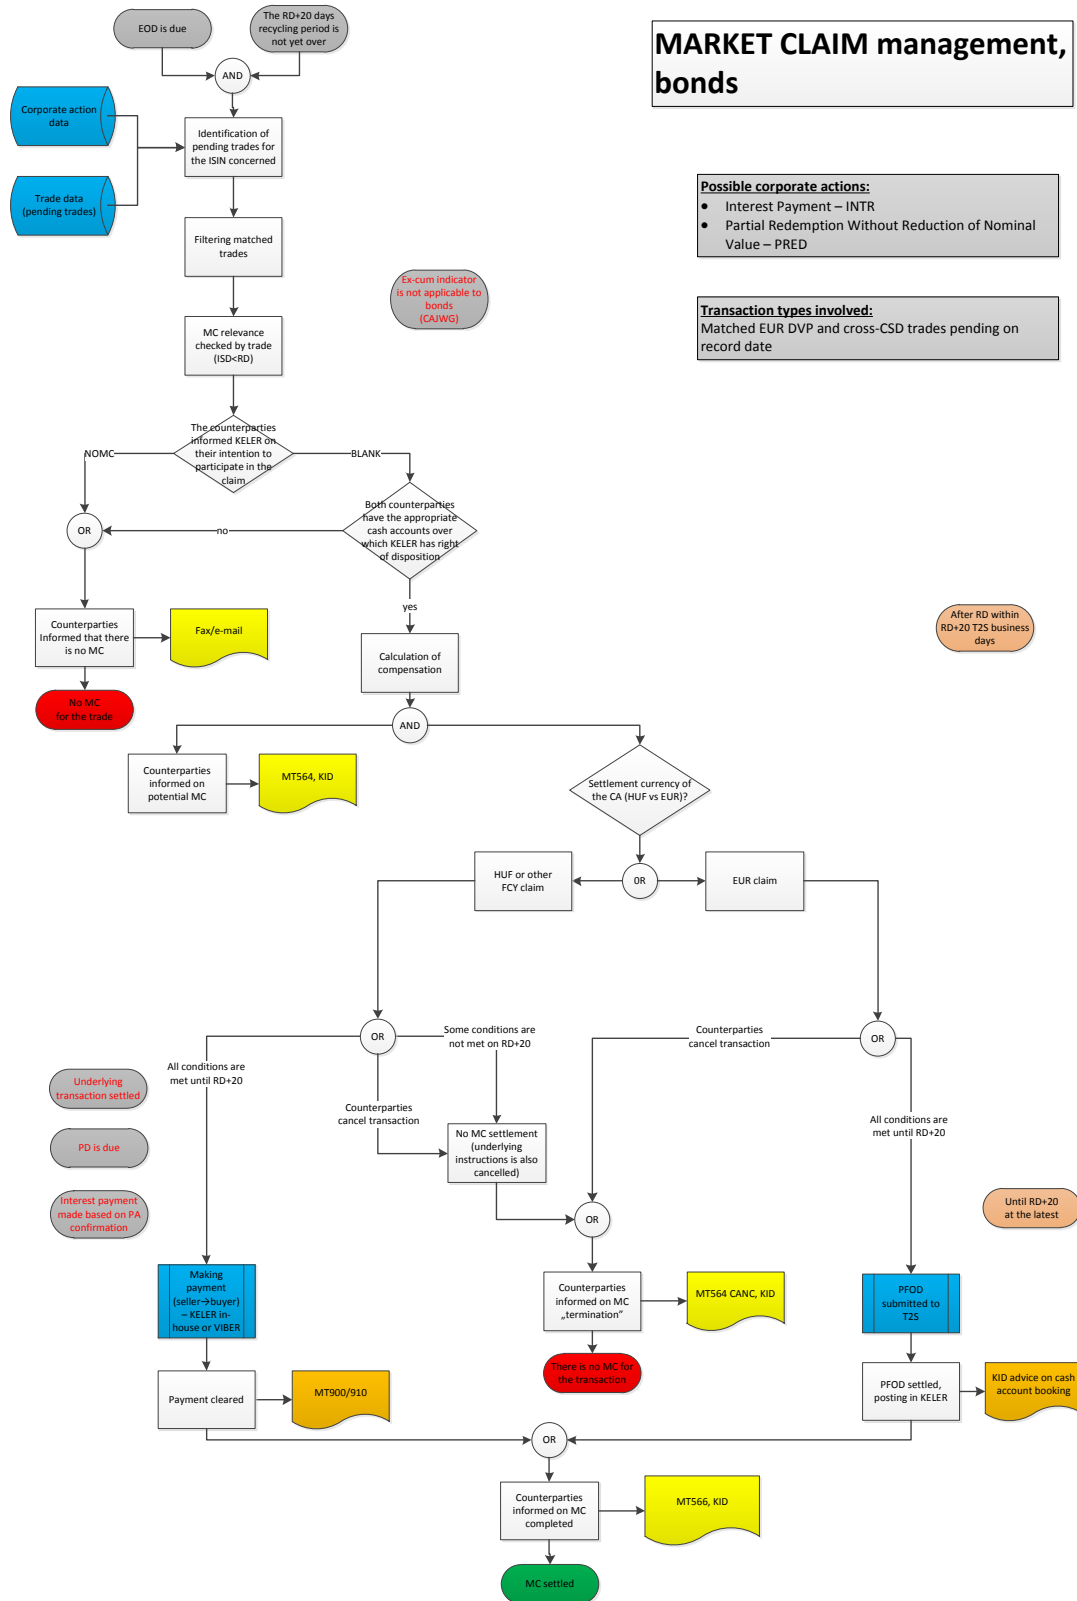 EOD is due
The RD+20 days
recycling period is
not yet over
MARKET CLAIM management,
bonds
AND
Corporate action
data
Identification of
pending trades for
the ISIN concerned
Possible corporate actions:
• Interest Payment – INTR
• Partial Redemption Without Reduction of Nominal
Value – PRED
Trade data
(pending trades)
Filtering matched
trades
Ex-cum indicator
is not applicable to
bonds
(CAJWG)
Transaction types involved:
Matched EUR DVP and cross-CSD trades pending on
record date
MC relevance
checked by trade
(ISD<RD)
The counterparties
informed KELER on
their intention to
participate in the
claim
NOMC
BLANK
Both counterparties
have the appropriate
cash accounts over
which KELER has right
of disposition
OR
no
yes
Counterparties
Informed that there
is no MC
Fax/e-mail
After RD within
RD+20 T2S business
days
Calculation of
compensation
No MC
for the trade
AND
Counterparties
informed on
potential MC
MT564, KID
Settlement currency of
the CA (HUF vs EUR)?
HUF or other
FCY claim
OR
EUR claim
OR
Some conditions are
not met on RD+20
Counterparties
cancel transaction
OR
All conditions are
met until RD+20
Underlying
transaction settled
Counterparties
cancel transaction
All conditions are
met until RD+20
PD is due
No MC settlement
(underlying
instructions is also
cancelled)
Interest payment
made based on PA
confirmation
OR
Until RD+20
at the latest
Making
payment
(seller→buyer)
– KELER in-
house or VIBER
Counterparties
informed on MC
„termination”
MT564 CANC, KID
PFOD
submitted to
T2S
There is no MC for
the transaction
Payment cleared
MT900/910
PFOD settled,
posting in KELER
KID advice on cash
account booking
OR
Counterparties
informed on MC
completed
MT566, KID
MC settled